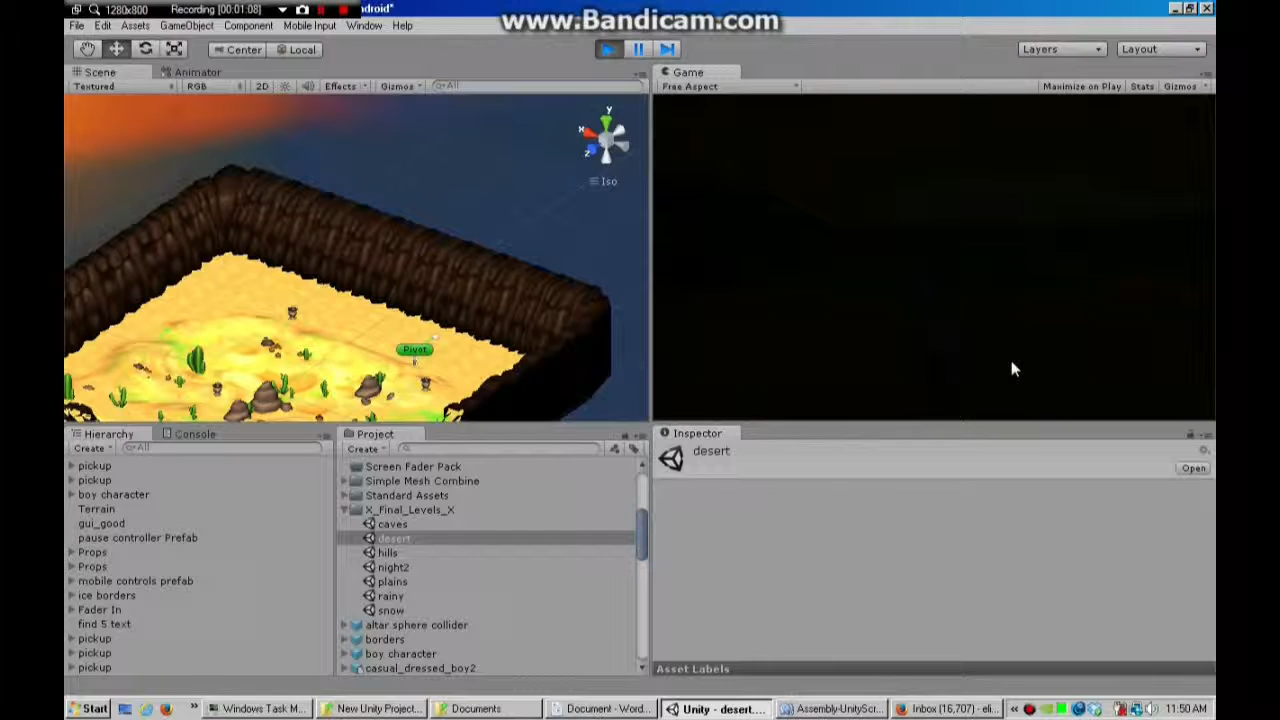 1280x800 Recording [00:01:08] ndroid*
www.Bandicam.com
File Edit Assets GameObject Component Mobile Input Window Help
Center Local Layers Layout
Scene Animator Game
Textured RGB 2D Effects Gizmos All Free Aspect Maximize on Play Stats Gizmos
y
x
z
Iso
Pivot
Hierarchy Console Project Inspector
Create All Create desert
Open
pickup
pickup
boy character
Terrain
gui_good
pause controller Prefab
Props
Props
mobile controls prefab
ice borders
Fader In
find 5 text
pickup
pickup
pickup
Screen Fader Pack
Simple Mesh Combine
Standard Assets
X_Final_Levels_X
caves
desert
hills
night2
plains
rainy
snow
altar sphere collider
borders
boy character
casual_dressed_boy2
Asset Labels
Start Windows Task M... New Unity Project... Documents Document - Word... Unity - desert.... Assembly-UnityScr... Inbox (16,707) - eli... 11:50 AM